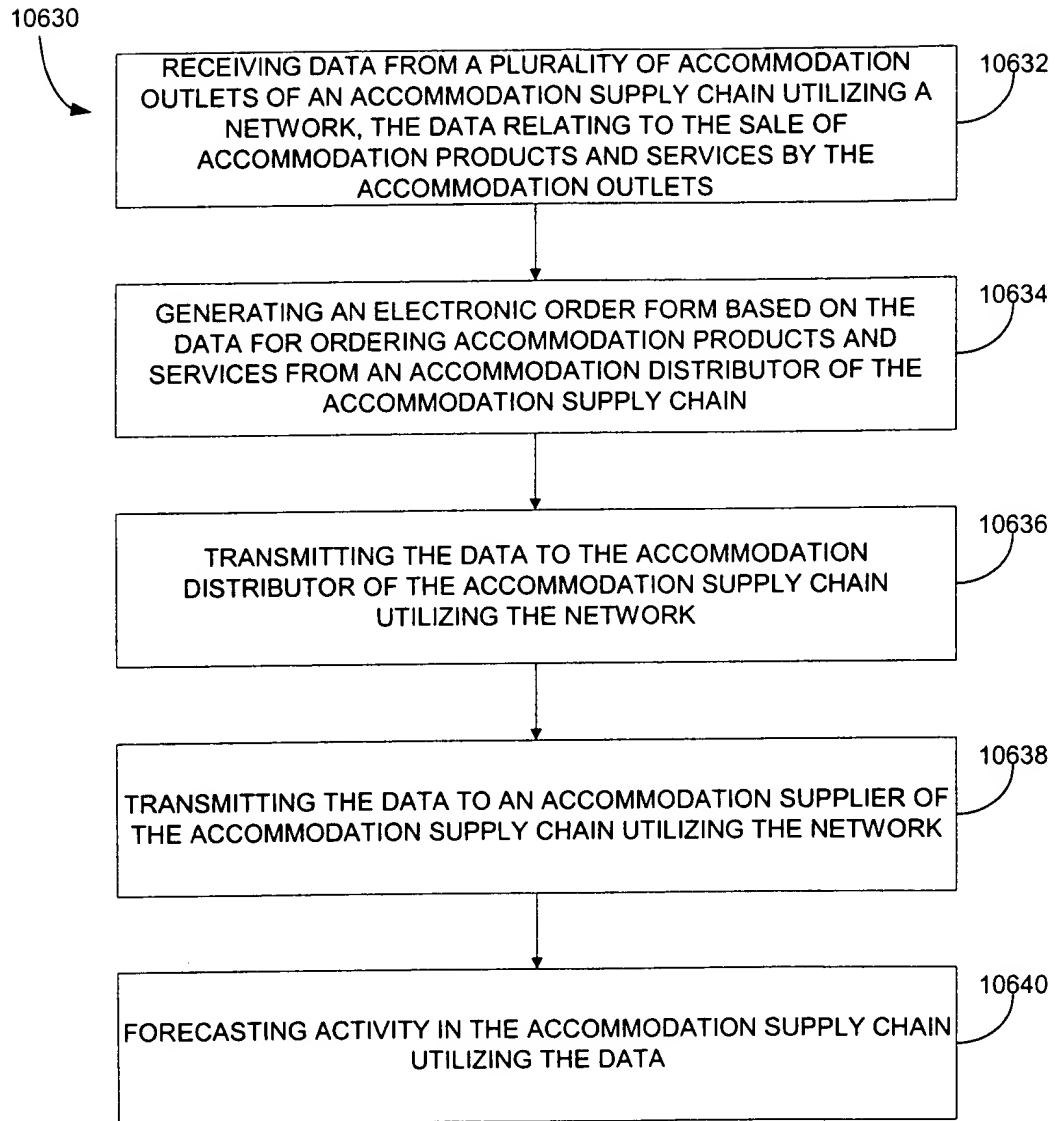 10630
RECEIVING DATA FROM A PLURALITY OF ACCOMMODATION
OUTLETS OF AN ACCOMMODATION SUPPLY CHAIN UTILIZING A
NETWORK, THE DATA RELATING TO THE SALE OF
ACCOMMODATION PRODUCTS AND SERVICES BY THE
ACCOMMODATION OUTLETS
10632
GENERATING AN ELECTRONIC ORDER FORM BASED ON THE
DATA FOR ORDERING ACCOMMODATION PRODUCTS AND
SERVICES FROM AN ACCOMMODATION DISTRIBUTOR OF THE
ACCOMMODATION SUPPLY CHAIN
10634
TRANSMITTING THE DATA TO THE ACCOMMODATION
DISTRIBUTOR OF THE ACCOMMODATION SUPPLY CHAIN
UTILIZING THE NETWORK
10636
TRANSMITTING THE DATA TO AN ACCOMMODATION SUPPLIER OF
THE ACCOMMODATION SUPPLY CHAIN UTILIZING THE NETWORK
10638
FORECASTING ACTIVITY IN THE ACCOMMODATION SUPPLY CHAIN
UTILIZING THE DATA
10640